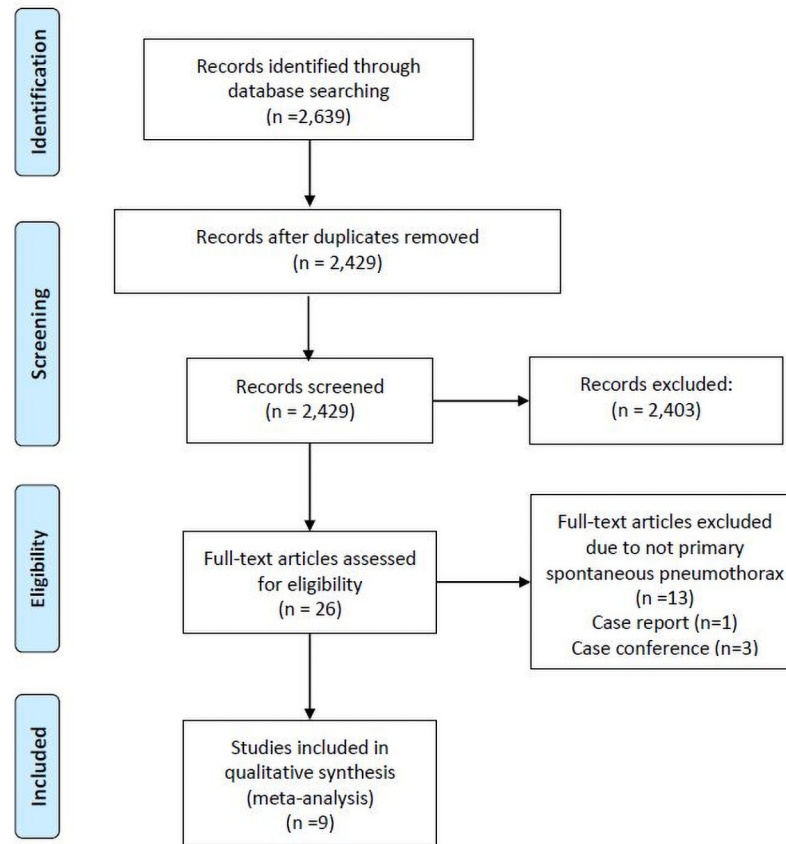 Identification
Records identified through
database searching
(n =2,639)
Records after duplicates removed
(n = 2,429)
Screening
Records screened
(n = 2,429)
Records excluded:
(n = 2,403)
Eligibility
Full-text articles assessed
for eligibility
(n = 26)
Full-text articles excluded
due to not primary
spontaneous pneumothorax
(n =13)
Case report (n=1)
Case conference (n=3)
Included
Studies included in
qualitative synthesis
(meta-analysis)
(n =9)